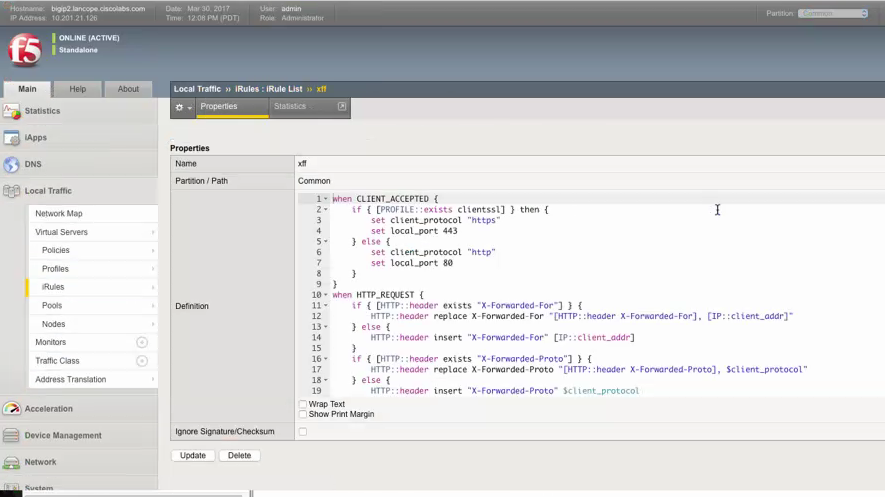 Hostname: bigip2.lancope.ciscolabs.com
IP Address: 10.201.21.126
Date: Mar 30, 2017
Time: 12:08 PM (PDT)
User: admin
Role: Administrator
Partition: Common
f5
ONLINE (ACTIVE)
Standalone
Main
Help
About
Statistics
iApps
DNS
Local Traffic
Network Map
Virtual Servers
Policies
Profiles
iRules
Pools
Nodes
Monitors
Traffic Class
Address Translation
Acceleration
Device Management
Network
System
Local Traffic ›› iRules : iRule List ›› xff
Properties
Statistics
Properties
Name xff
Partition / Path Common
Definition
1 when CLIENT_ACCEPTED {
2 if { [PROFILE::exists clientssl] } then {
3 set client_protocol "https"
4 set local_port 443
5 } else {
6 set client_protocol "http"
7 set local_port 80
8 }
9 }
10 when HTTP_REQUEST {
11 if { [HTTP::header exists "X-Forwarded-For"] } {
12 HTTP::header replace X-Forwarded-For "[HTTP::header X-Forwarded-For], [IP::client_addr]"
13 } else {
14 HTTP::header insert "X-Forwarded-For" [IP::client_addr]
15 }
16 if { [HTTP::header exists "X-Forwarded-Proto"] } {
17 HTTP::header replace X-Forwarded-Proto "[HTTP::header X-Forwarded-Proto], $client_protocol"
18 } else {
19 HTTP::header insert "X-Forwarded-Proto" $client_protocol
Wrap Text
Show Print Margin
Ignore Signature/Checksum
Update
Delete